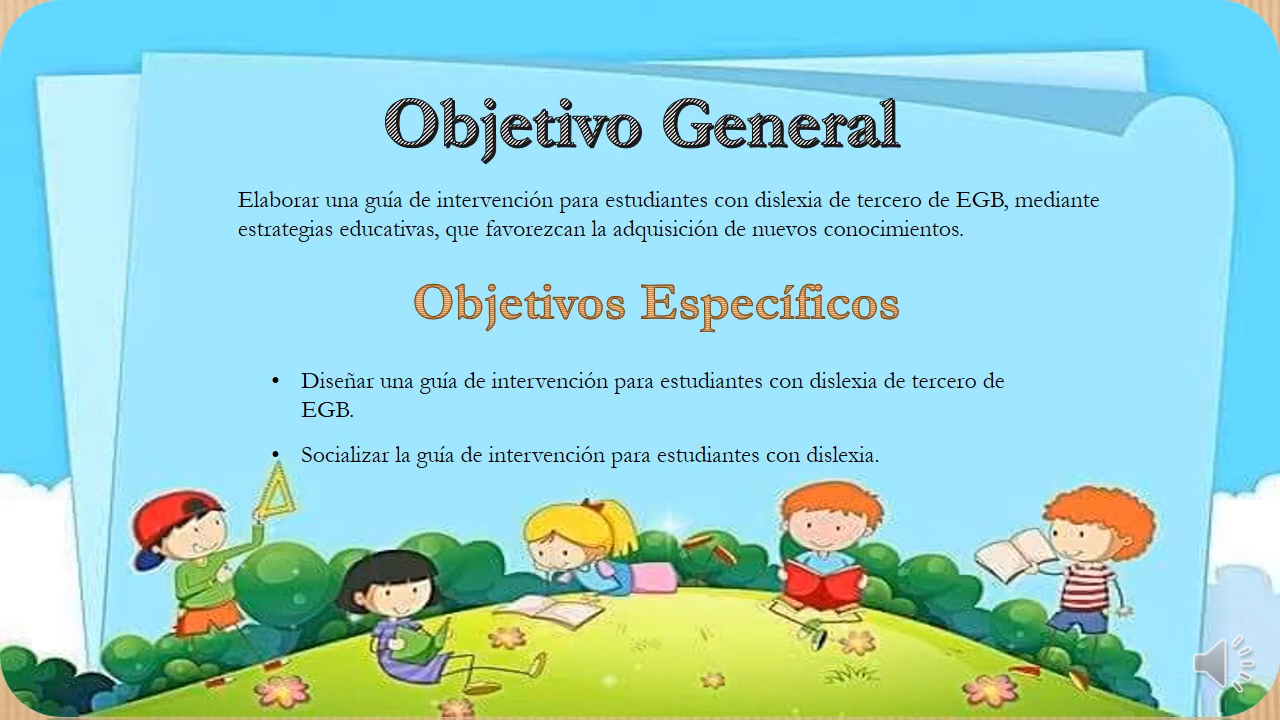 Objetivo General
Elaborar una guía de intervención para estudiantes con dislexia de tercero de EGB, mediante
estrategias educativas, que favorezcan la adquisición de nuevos conocimientos.
Objetivos Específicos
• Diseñar una guía de intervención para estudiantes con dislexia de tercero de
EGB.
• Socializar la guía de intervención para estudiantes con dislexia.